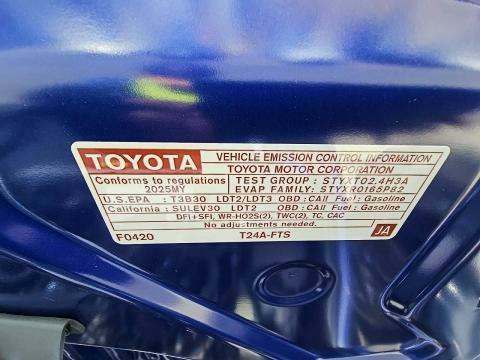 TOYOTA
VEHICLE EMISSION CONTROL INFORMATION
TOYOTA MOTOR CORPORATION
Conforms to regulations
2025MY
TEST GROUP : STYXT02.4H3A
EVAP FAMILY: STYXR0165P82
U.S.EPA : T3B30 LDT2/LDT3 OBD : CAll Fuel : Gasoline
California : SULEV30 LDT2 OBD : CAll Fuel : Gasoline
DFI+SFI, WR-HO2S(2), TWC(2), TC, CAC
No adjustments needed.
F0420
T24A-FTS
JA